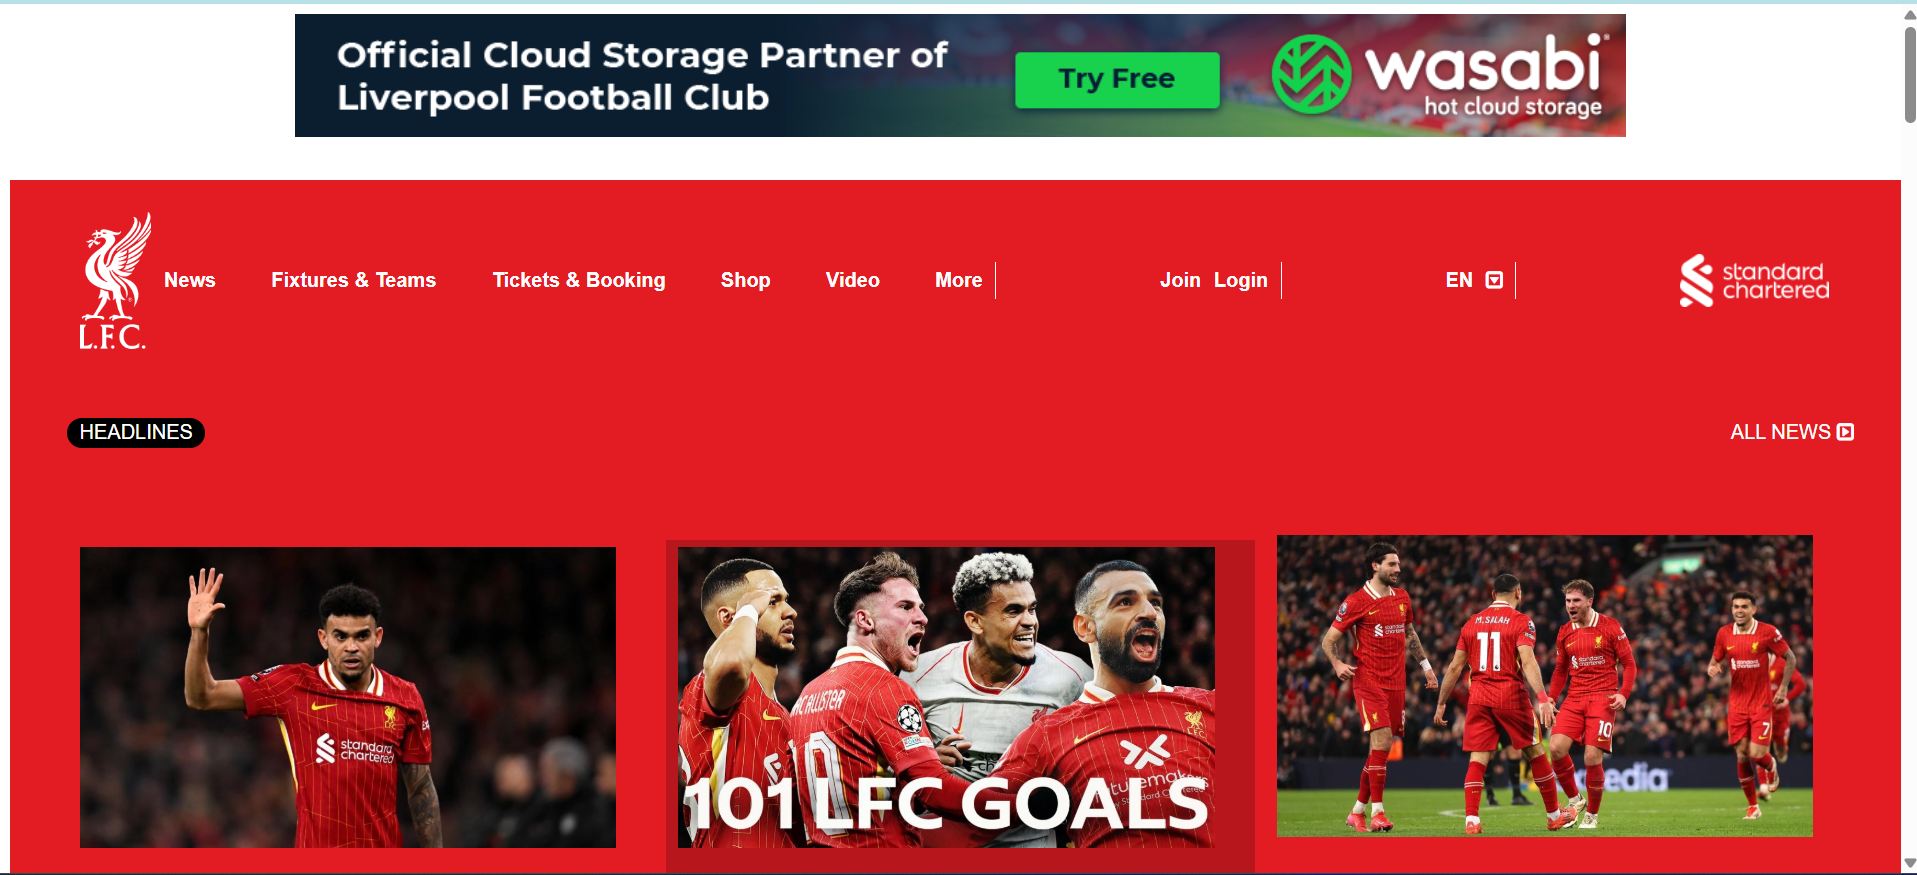 Official Cloud Storage Partner of
Liverpool Football Club
Try Free
wasabi
hot cloud storage
L.F.C.
News
Fixtures & Teams
Tickets & Booking
Shop
Video
More
Join
Login
EN
standard
chartered
HEADLINES
ALL NEWS
standard
chartered
101 LFC GOALS
M.SALAH
11
10
7